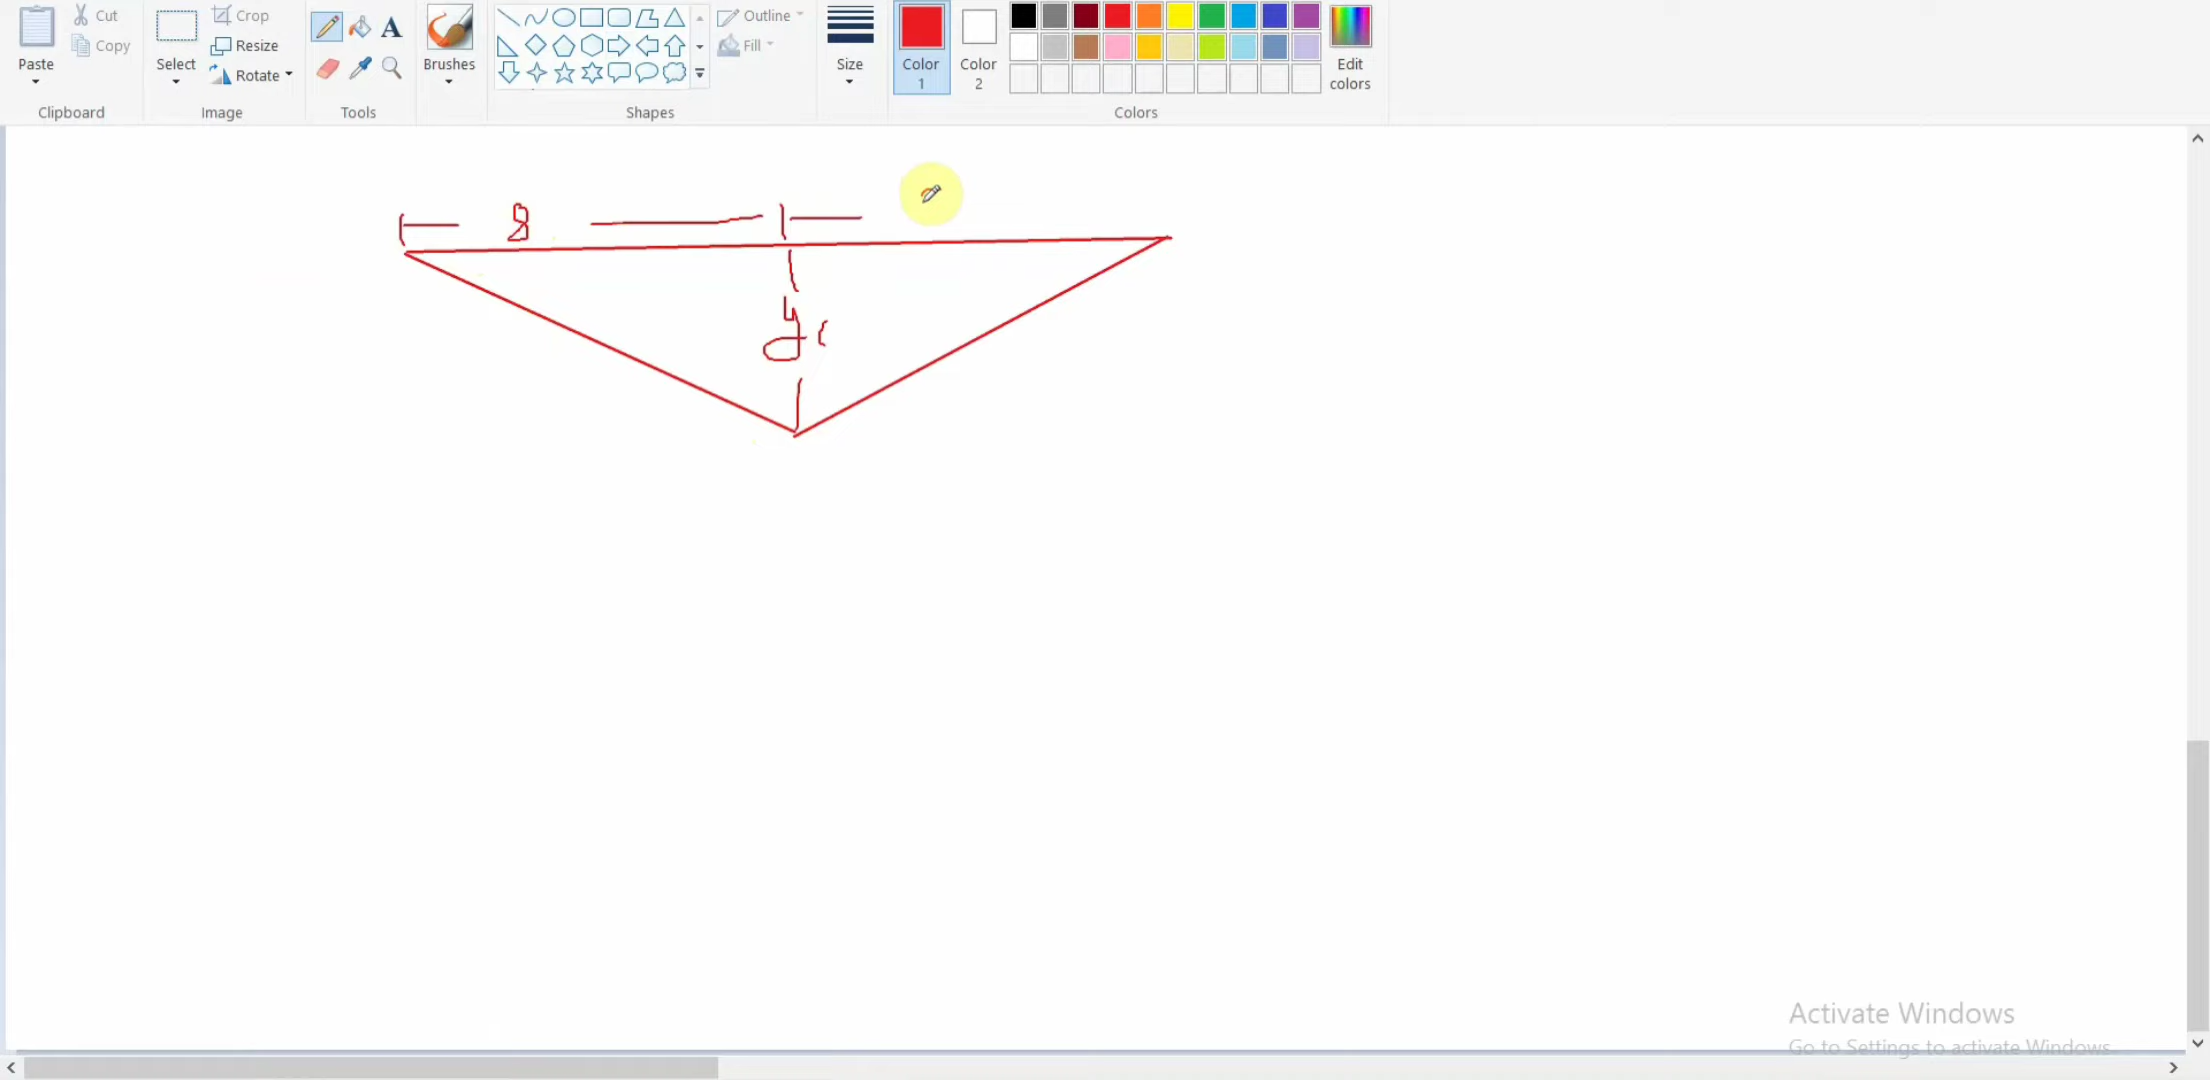 Cut
Copy
Paste
Clipboard
Crop
Resize
Rotate
Select
Image
Tools
Brushes
Shapes
Outline
Fill
Size
Color 1
Color 2
Edit colors
Colors
8
Activate Windows
Go to Settings to activate Windows.